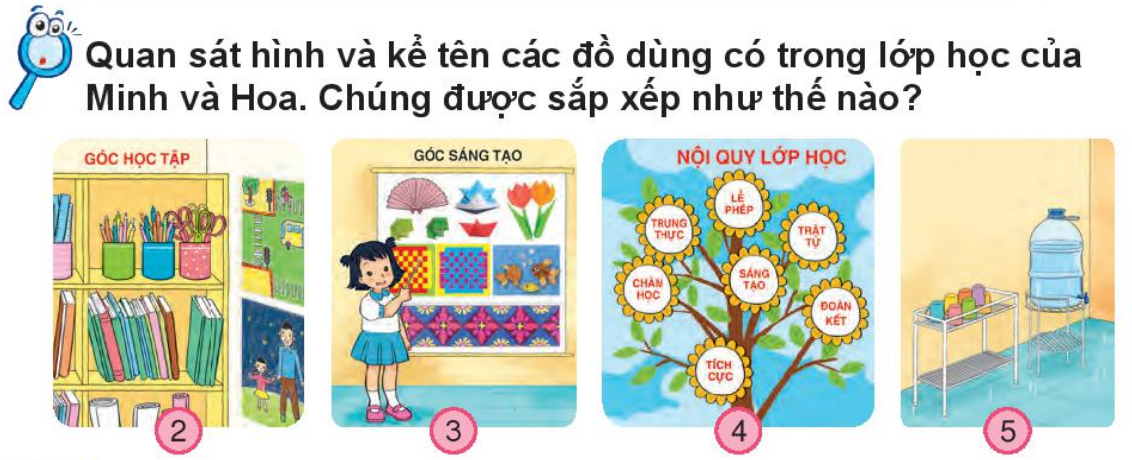 Quan sát hình và kể tên các đồ dùng có trong lớp học của
Minh và Hoa. Chúng được sắp xếp như thế nào?
GÓC HỌC TẬP
2
GÓC SÁNG TẠO
3
NỘI QUY LỚP HỌC
LỄ
PHÉP
TRUNG
THỰC
TRẬT
TỰ
CHĂM
HỌC
SÁNG
TẠO
ĐOÀN
KẾT
TÍCH
CỰC
4
5